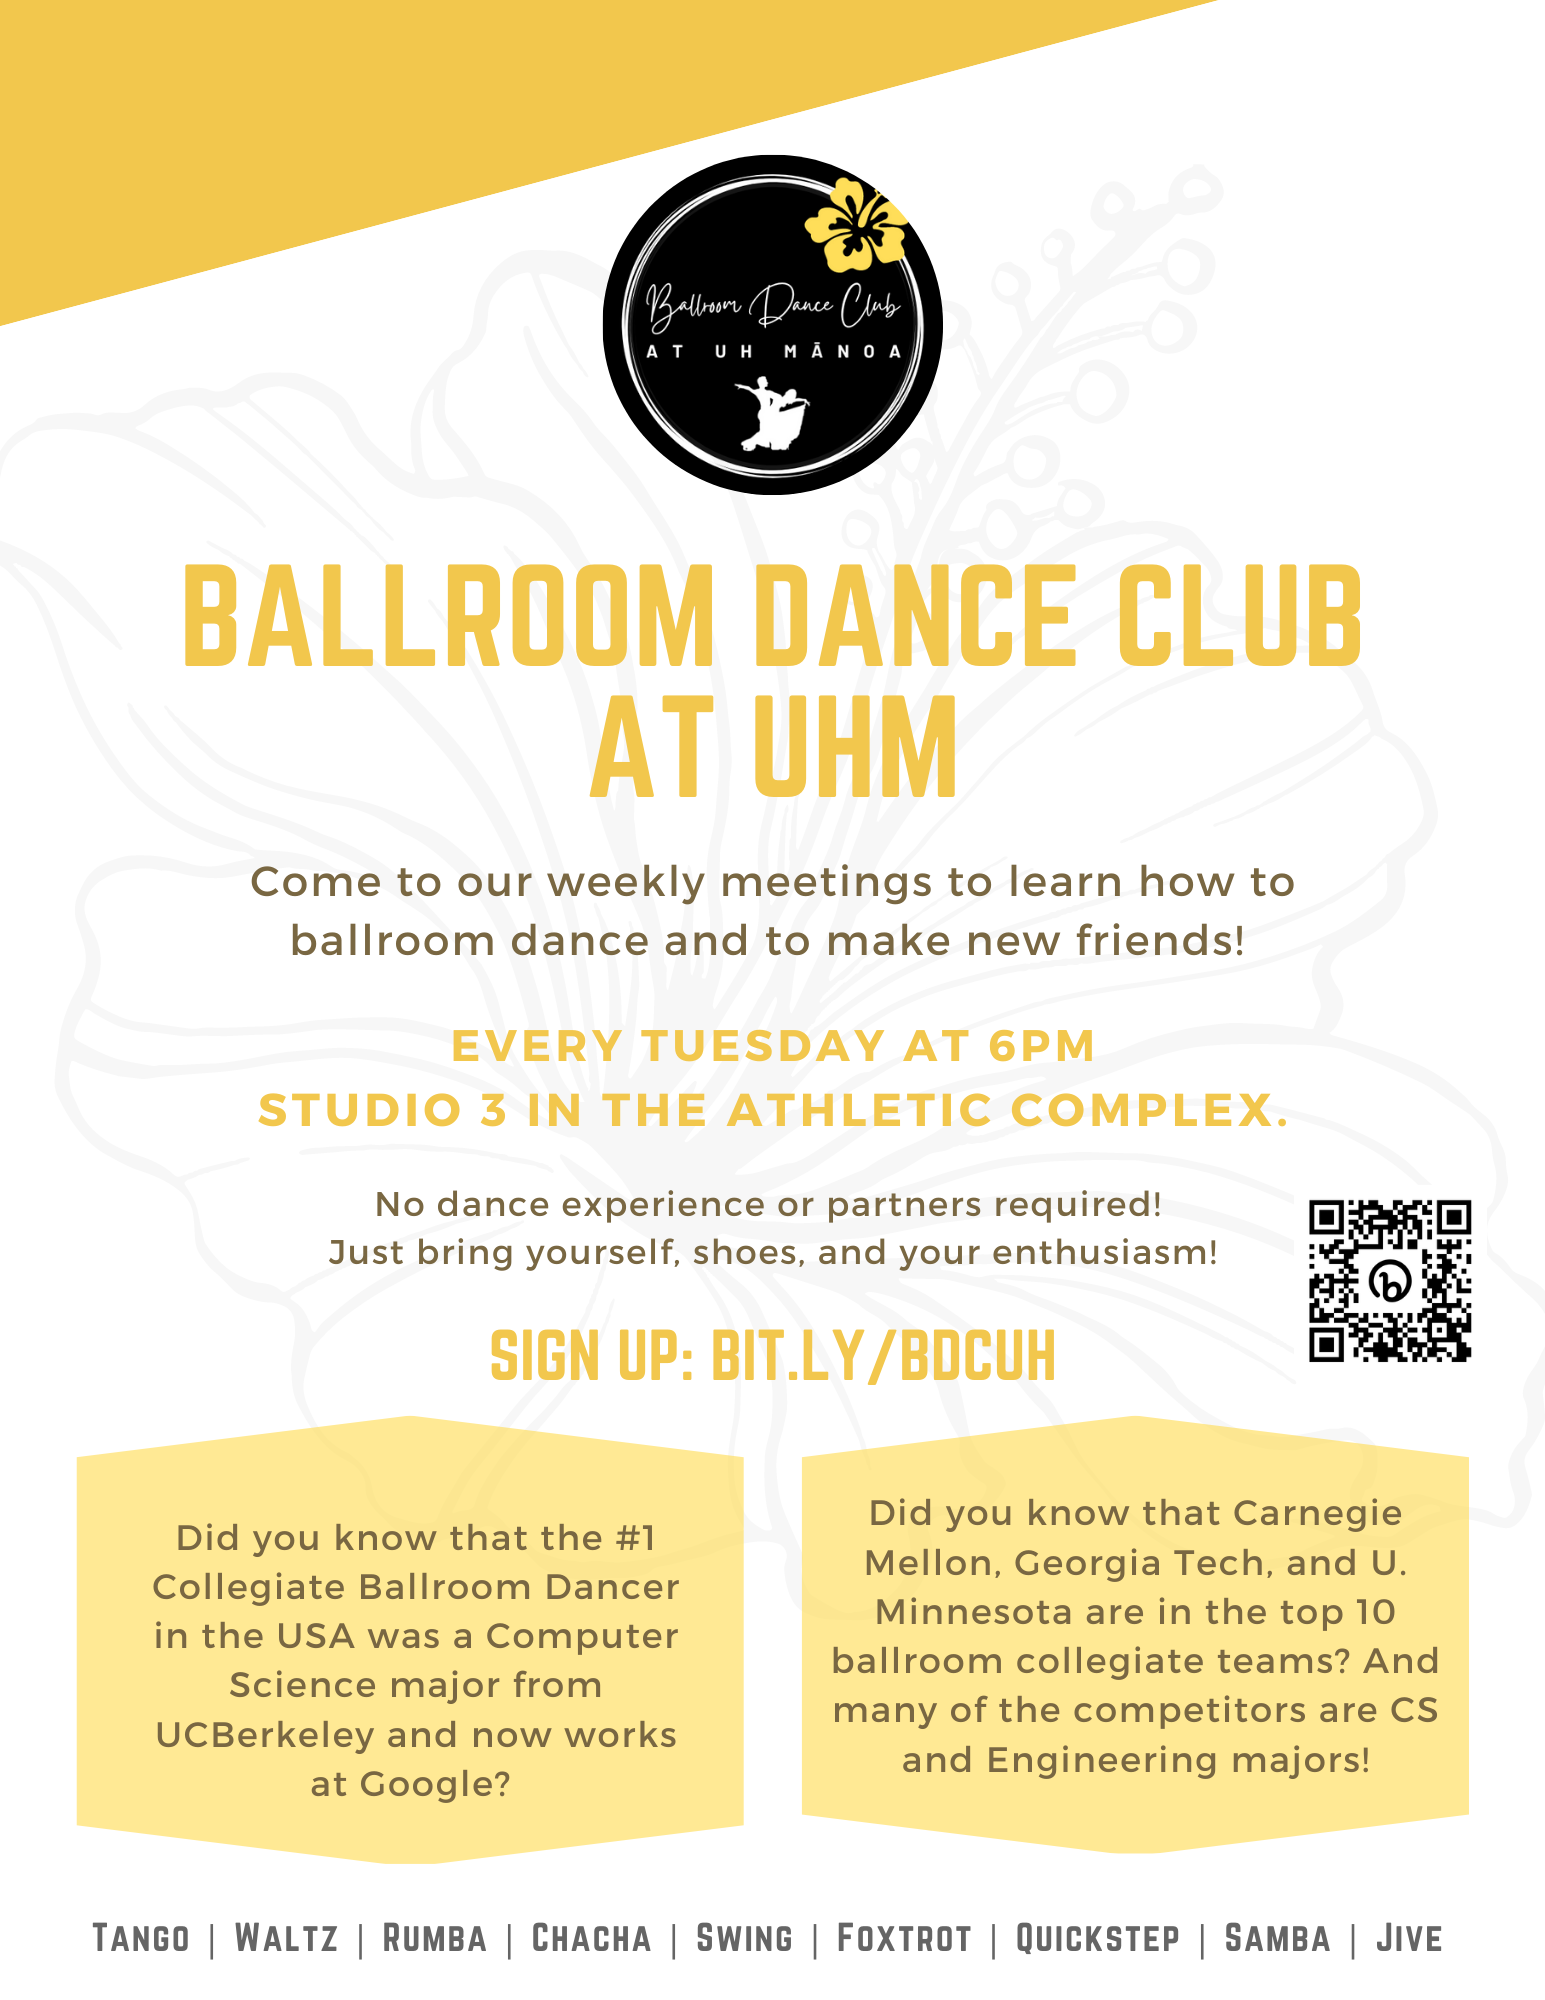 Ballroom Dance Club
AT UH MĀNOA
BALLROOM DANCE CLUB
AT UHM
Come to our weekly meetings to learn how to
ballroom dance and to make new friends!
EVERY TUESDAY AT 6PM
STUDIO 3 IN THE ATHLETIC COMPLEX.
No dance experience or partners required!
Just bring yourself, shoes, and your enthusiasm!
SIGN UP: BIT.LY/BDCUH
Did you know that the #1
Collegiate Ballroom Dancer
in the USA was a Computer
Science major from
UCBerkeley and now works
at Google?
Did you know that Carnegie
Mellon, Georgia Tech, and U.
Minnesota are in the top 10
ballroom collegiate teams? And
many of the competitors are CS
and Engineering majors!
Tango | Waltz | Rumba | Chacha | Swing | Foxtrot | Quickstep | Samba | Jive